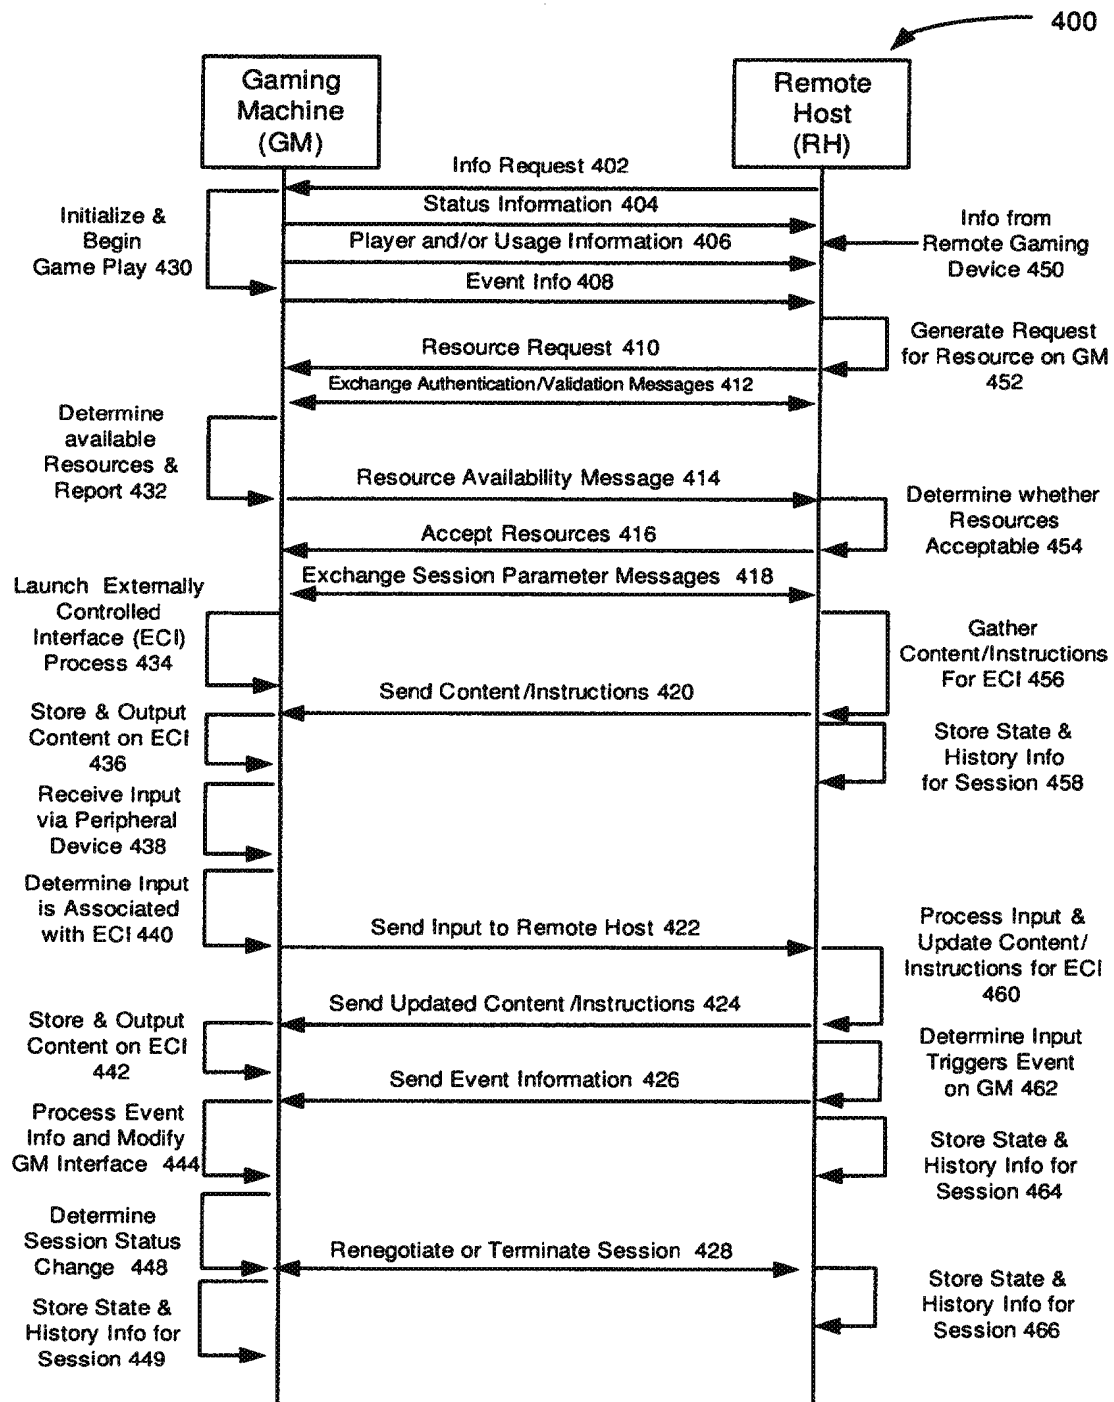 400
Gaming
Machine
(GM)
Remote
Host
(RH)
Info Request 402
Status Information 404
Initialize &
Begin
Game Play 430
Player and/or Usage Information 406
Info from
Remote Gaming
Device 450
Event Info 408
Generate Request
for Resource on GM
452
Resource Request 410
Exchange Authentication/Validation Messages 412
Determine
available
Resources &
Report 432
Resource Availability Message 414
Determine whether
Resources
Acceptable 454
Accept Resources 416
Exchange Session Parameter Messages 418
Launch Externally
Controlled
Interface (ECI)
Process 434
Gather
Content/Instructions
For ECI 456
Send Content/Instructions 420
Store & Output
Content on ECI
436
Store State &
History Info
for Session 458
Receive Input
via Peripheral
Device 438
Determine Input
is Associated
with ECI 440
Send Input to Remote Host 422
Process Input &
Update Content/
Instructions for ECI
460
Send Updated Content/Instructions 424
Store & Output
Content on ECI
442
Determine Input
Triggers Event
on GM 462
Send Event Information 426
Process Event
Info and Modify
GM Interface 444
Store State &
History Info for
Session 464
Determine
Session Status
Change 448
Renegotiate or Terminate Session 428
Store State &
History Info for
Session 466
Store State &
History Info for
Session 449